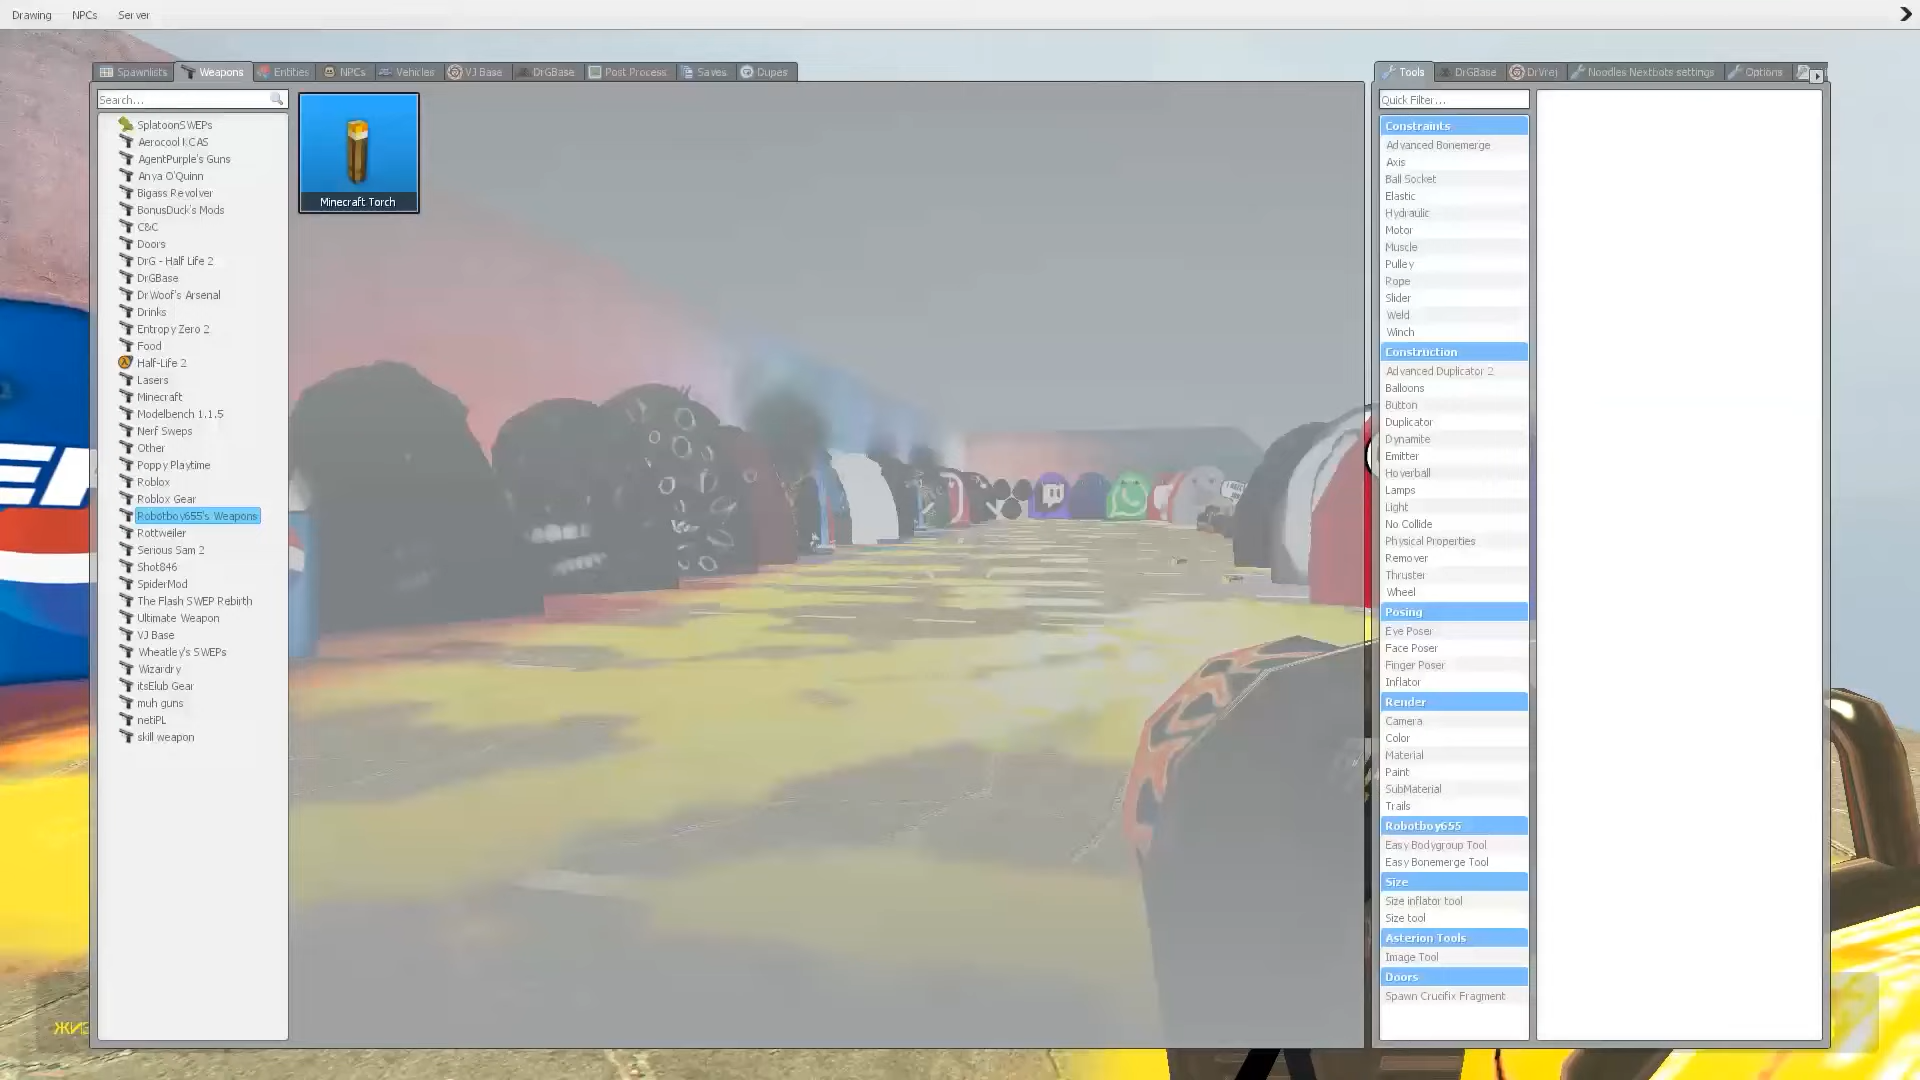 Drawing NPCs Server
Spawnlists Weapons Entities NPCs Vehicles VJ Base DrGBase Post Process Saves Dupes
Search...
SplatoonSWEPs
Aerocool KCAS
AgentPurple's Guns
Anya O'Quinn
Bigass Revolver
BonusDuck's Mods
C&C
Doors
DrG - Half Life 2
DrGBase
DrWoof's Arsenal
Drinks
Entropy Zero 2
Food
Half-Life 2
Lasers
Minecraft
Modelbench 1.1.5
Nerf Sweps
Other
Poppy Playtime
Roblox
Roblox Gear
Robotboy655's Weapons
Rottweiler
Serious Sam 2
Shot846
SpiderMod
The Flash SWEP Rebirth
Ultimate Weapon
VJ Base
Wheatley's SWEPs
Wizardry
itsElub Gear
muh guns
netiPL
skill weapon
Minecraft Torch
Tools DrGBase DrVrej Noodles Nextbots settings Options
Quick Filter...
Constraints
Advanced Bonemerge
Axis
Ball Socket
Elastic
Hydraulic
Motor
Muscle
Pulley
Rope
Slider
Weld
Winch
Construction
Advanced Duplicator 2
Balloons
Button
Duplicator
Dynamite
Emitter
Hoverball
Lamps
Light
No Collide
Physical Properties
Remover
Thruster
Wheel
Posing
Eye Poser
Face Poser
Finger Poser
Inflator
Render
Camera
Color
Material
Paint
SubMaterial
Trails
Robotboy655
Easy Bodygroup Tool
Easy Bonemerge Tool
Size
Size inflator tool
Size tool
Asterion Tools
Image Tool
Doors
Spawn Crucifix Fragment